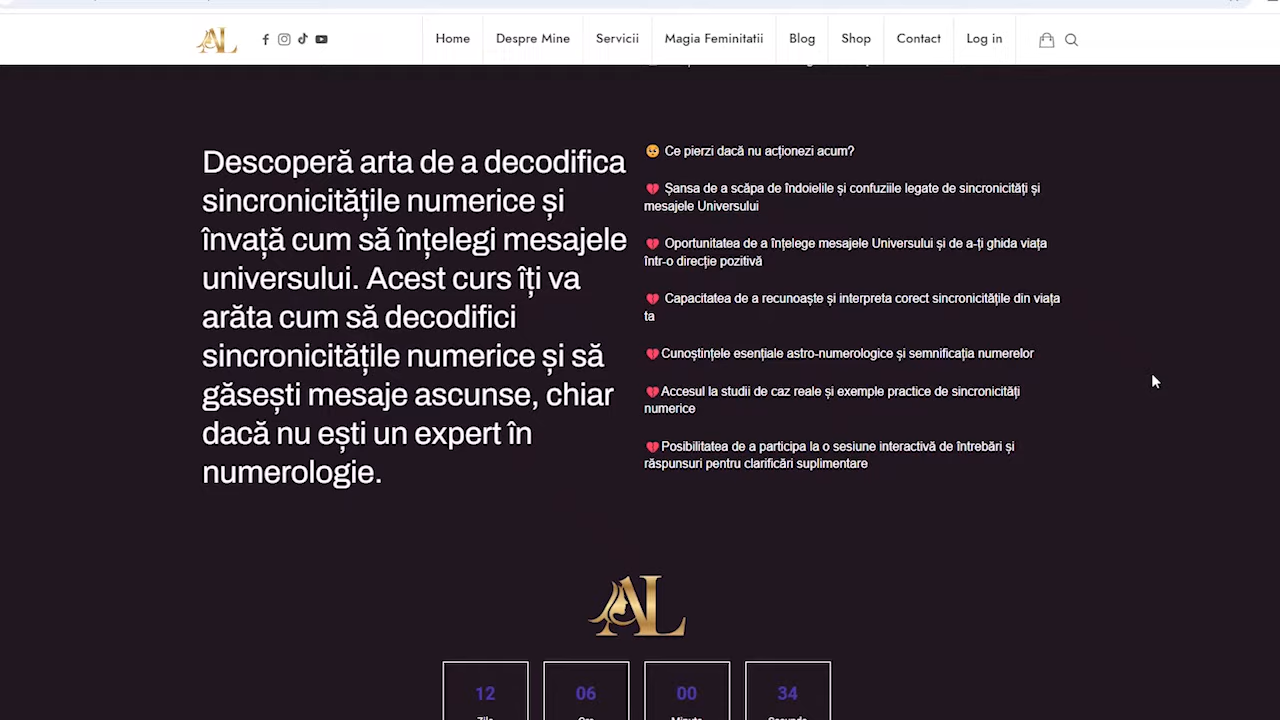 AL
Home
Despre Mine
Servicii
Magia Feminitatii
Blog
Shop
Contact
Log in
Descoperă arta de a decodifica
sincronicitățile numerice și
învață cum să înțelegi mesajele
universului. Acest curs îți va
arăta cum să decodifici
sincronicitățile numerice și să
găsești mesaje ascunse, chiar
dacă nu ești un expert în
numerologie.
🥺 Ce pierzi dacă nu acționezi acum?
💔 Șansa de a scăpa de îndoielile și confuziile legate de sincronicități și
mesajele Universului
💔 Oportunitatea de a înțelege mesajele Universului și de a-ți ghida viața
într-o direcție pozitivă
💔 Capacitatea de a recunoaște și interpreta corect sincronicitățile din viața
ta
💔Cunoștințele esențiale astro-numerologice și semnificația numerelor
💔Accesul la studii de caz reale și exemple practice de sincronicități
numerice
💔Posibilitatea de a participa la o sesiune interactivă de întrebări și
răspunsuri pentru clarificări suplimentare
AL
12
06
00
34